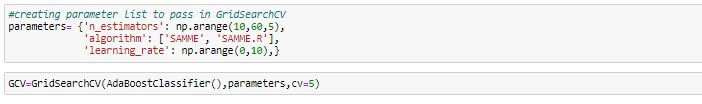 #creating parameter list to pass in GridSearchCV
parameters= {'n_estimators': np.arange(10,60,5),
'algorithm': ['SAMME', 'SAMME.R'],
'learning_rate': np.arange(0,10),}
GCV=GridSearchCV(AdaBoostClassifier(),parameters,cv=5)